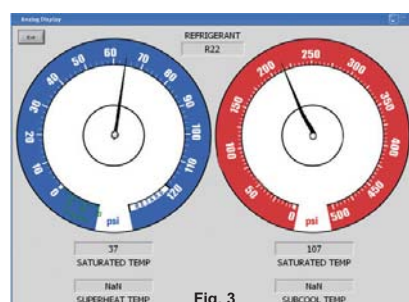 Analog Display
Exit
REFRIGERANT
R22
0 10 20 30 40 50 60 70 80 90 100 110 120
psi
0 50 100 150 200 250 300 350 400 450 500
psi
37
SATURATED TEMP
107
SATURATED TEMP
NaN
SUPERHEAT TEMP
NaN
SUBCOOL TEMP
Fig. 3